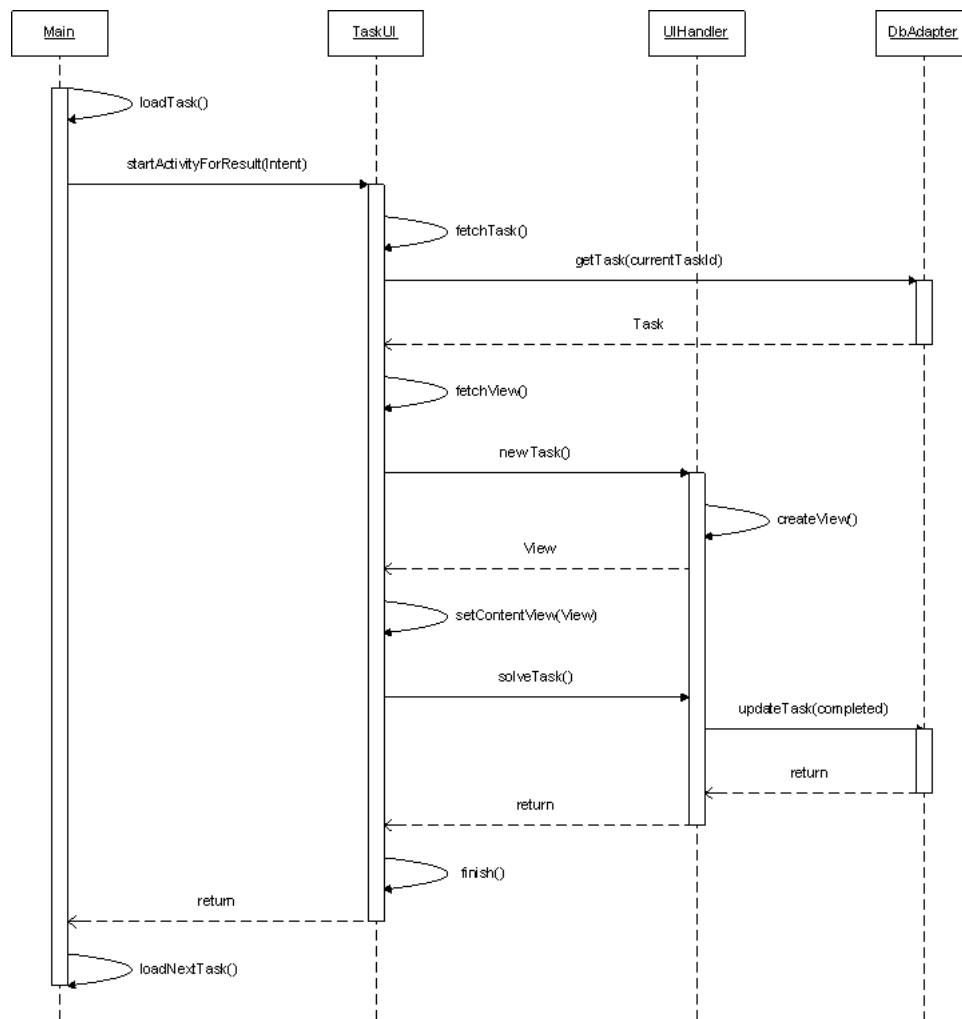 Main
TaskUI
UIHandler
DbAdapter
loadTask()
startActivityForResult(Intent)
fetchTask()
getTask(currentTaskId)
Task
fetchView()
newTask()
createView()
View
setContentView(View)
solveTask()
updateTask(completed)
return
return
finish()
return
loadNextTask()